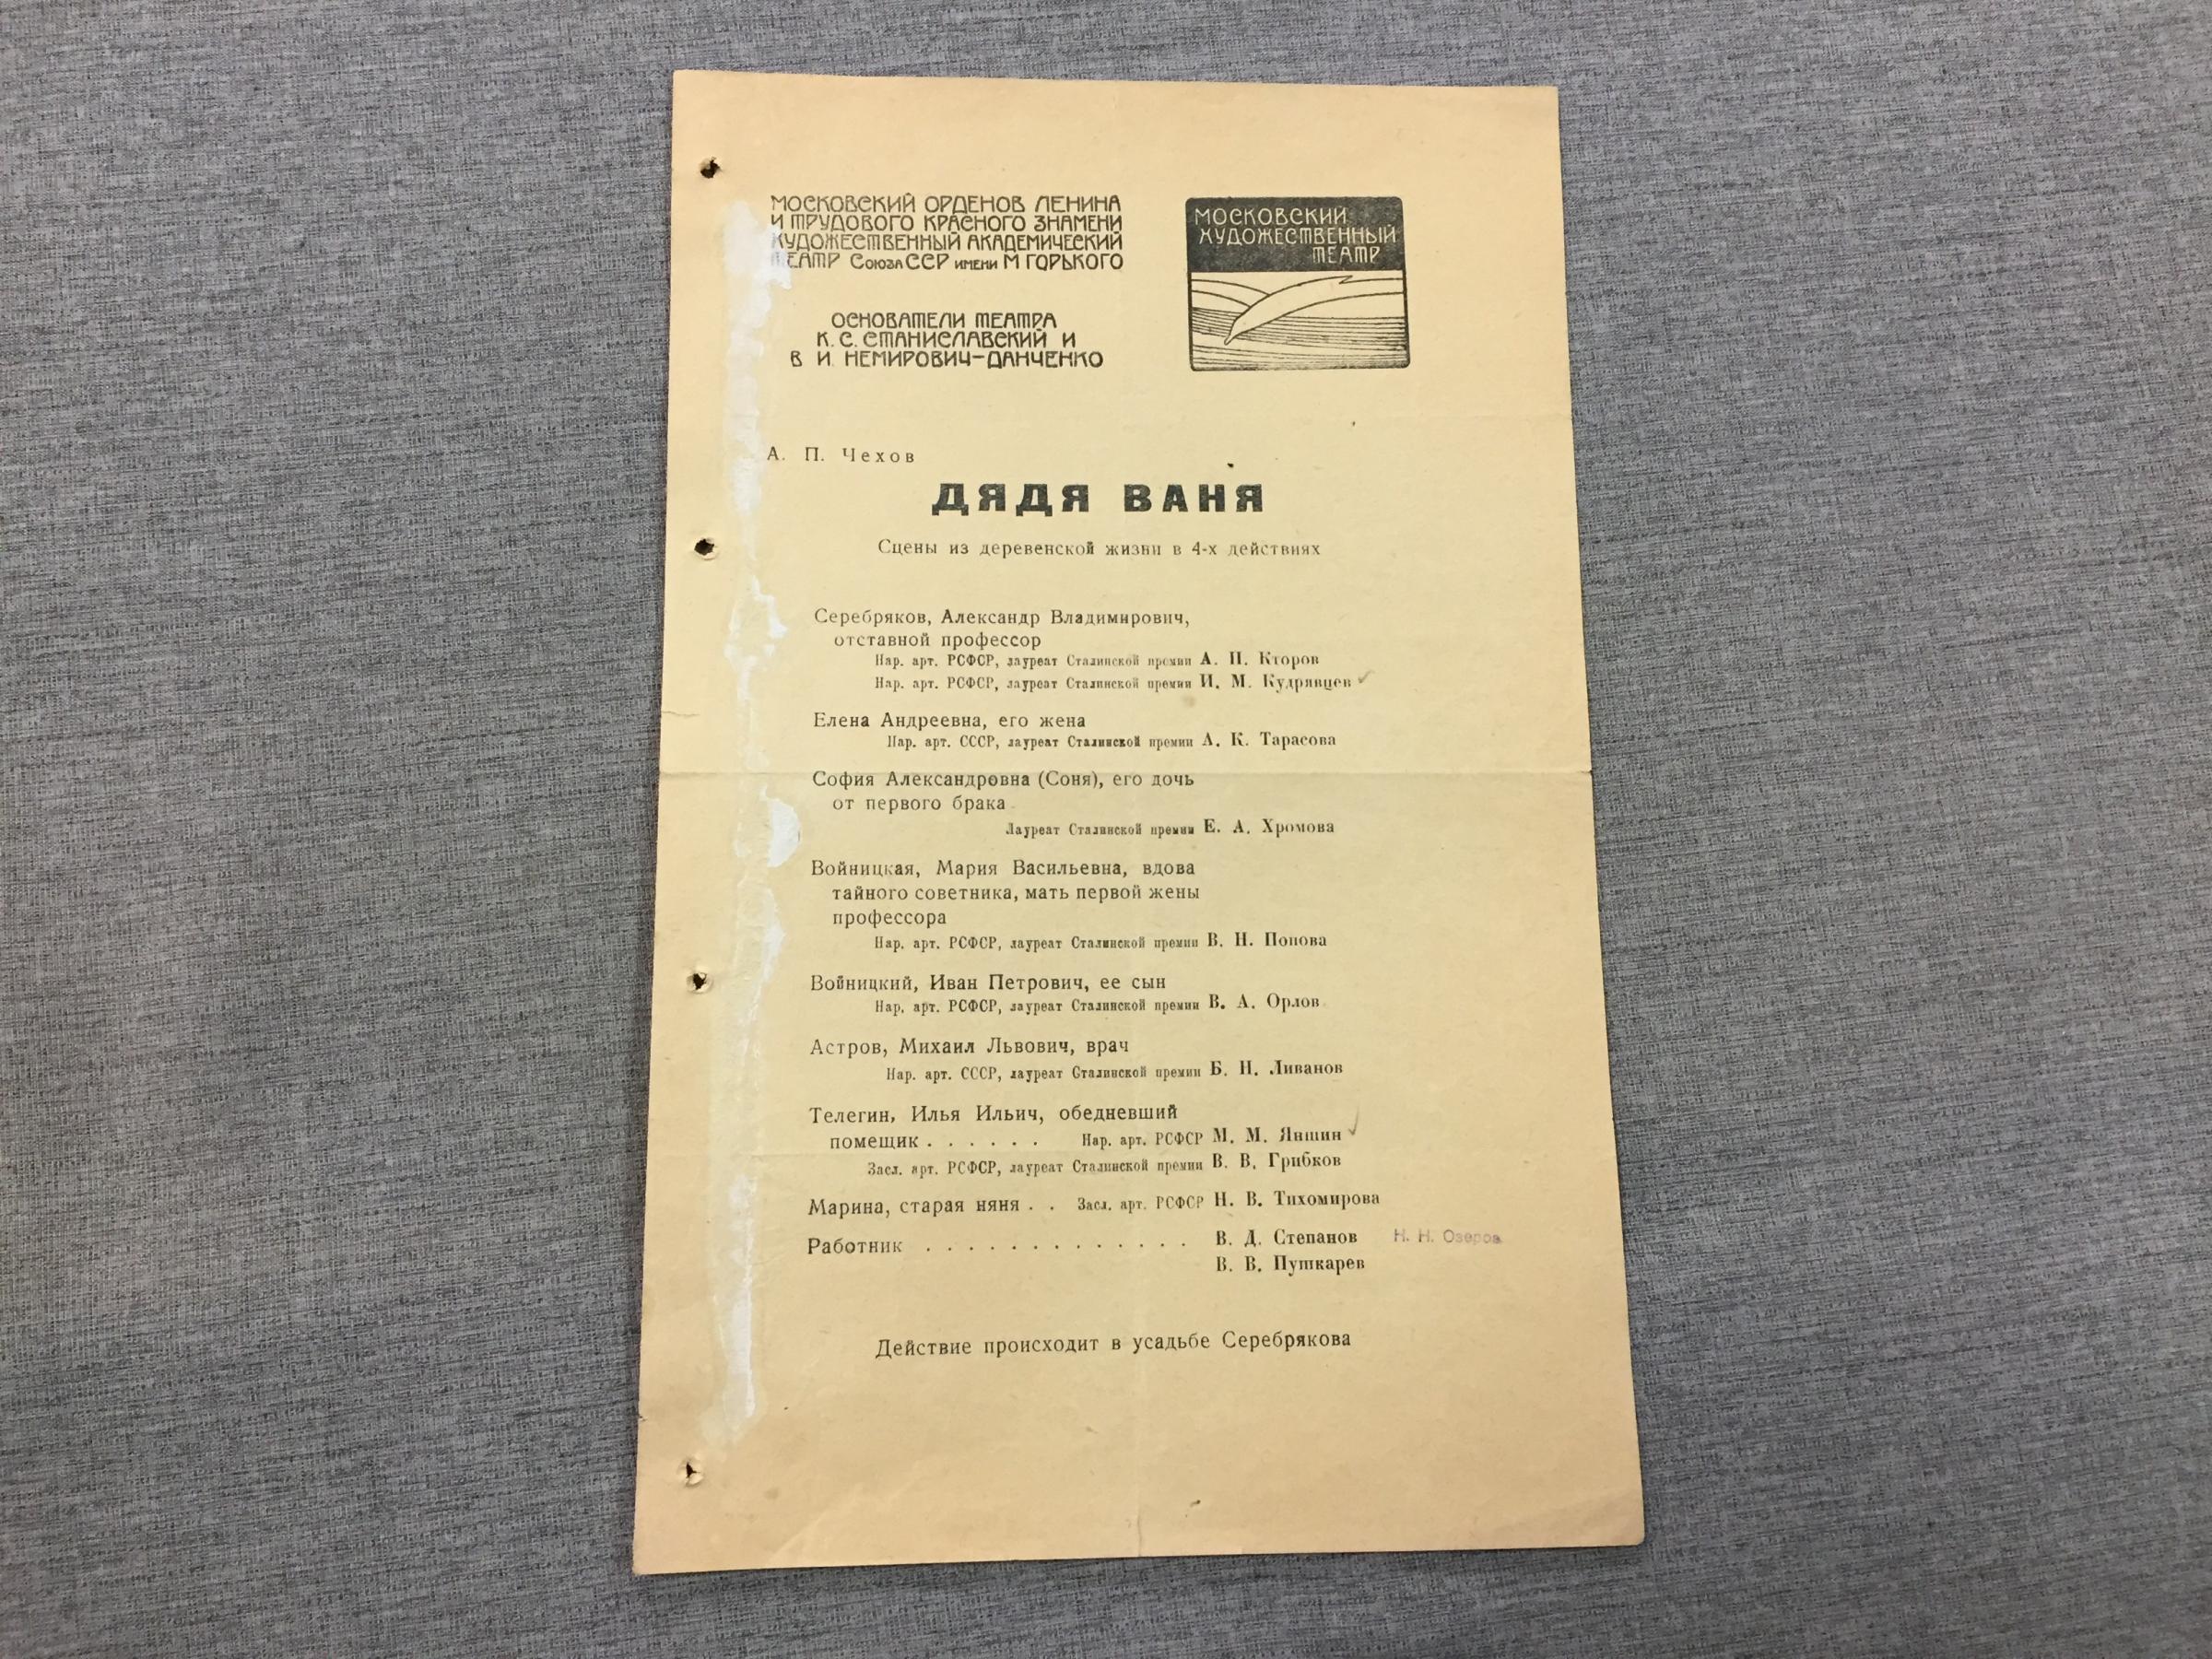 МОСКОВСКИЙ ОРДЕНОВ ЛЕНИНА
И ТРУДОВОГО КРАСНОГО ЗНАМЕНИ
ХУДОЖЕСТВЕННЫЙ АКАДЕМИЧЕСКИЙ
ТЕАТР СОЮЗА ССР ИМЕНИ М ГОРЬКОГО
ОСНОВАТЕЛИ ТЕАТРА
К. С. СТАНИСЛАВСКИЙ И
В И. НЕМИРОВИЧ-ДАНЧЕНКО
МОСКОВСКИЙ
ХУДОЖЕСТВЕННЫЙ
ТЕАТР
А. П. Чехов
ДЯДЯ ВАНЯ
Сцены из деревенской жизни в 4-х действиях
Серебряков, Александр Владимирович,
отставной профессор
Нар. арт. РСФСР, лауреат Сталинской премии А. П. Кторов
Нар. арт. РСФСР, лауреат Сталинской премии И. М. Кудрявцев
Елена Андреевна, его жена
Нар. арт. СССР, лауреат Сталинской премии А. К. Тарасова
София Александровна (Соня), его дочь
от первого брака
Лауреат Сталинской премии Е. А. Хромова
Войницкая, Мария Васильевна, вдова
тайного советника, мать первой жены
профессора
Нар. арт. РСФСР, лауреат Сталинской премии В. Н. Попова
Войницкий, Иван Петрович, ее сын
Нар. арт. РСФСР, лауреат Сталинской премии В. А. Орлов
Астров, Михаил Львович, врач
Нар. арт. СССР, лауреат Сталинской премии Б. Н. Ливанов
Телегин, Илья Ильич, обедневший
помещик . . . . . . Нар. арт. РСФСР М. М. Яншин
Засл. арт. РСФСР, лауреат Сталинской премии В. В. Грибков
Марина, старая няня . . Засл. арт. РСФСР Н. В. Тихомирова
Работник . . . . . . . . . . . . . В. Д. Степанов Н. Н. Озеров
В. В. Пушкарев
Действие происходит в усадьбе Серебрякова